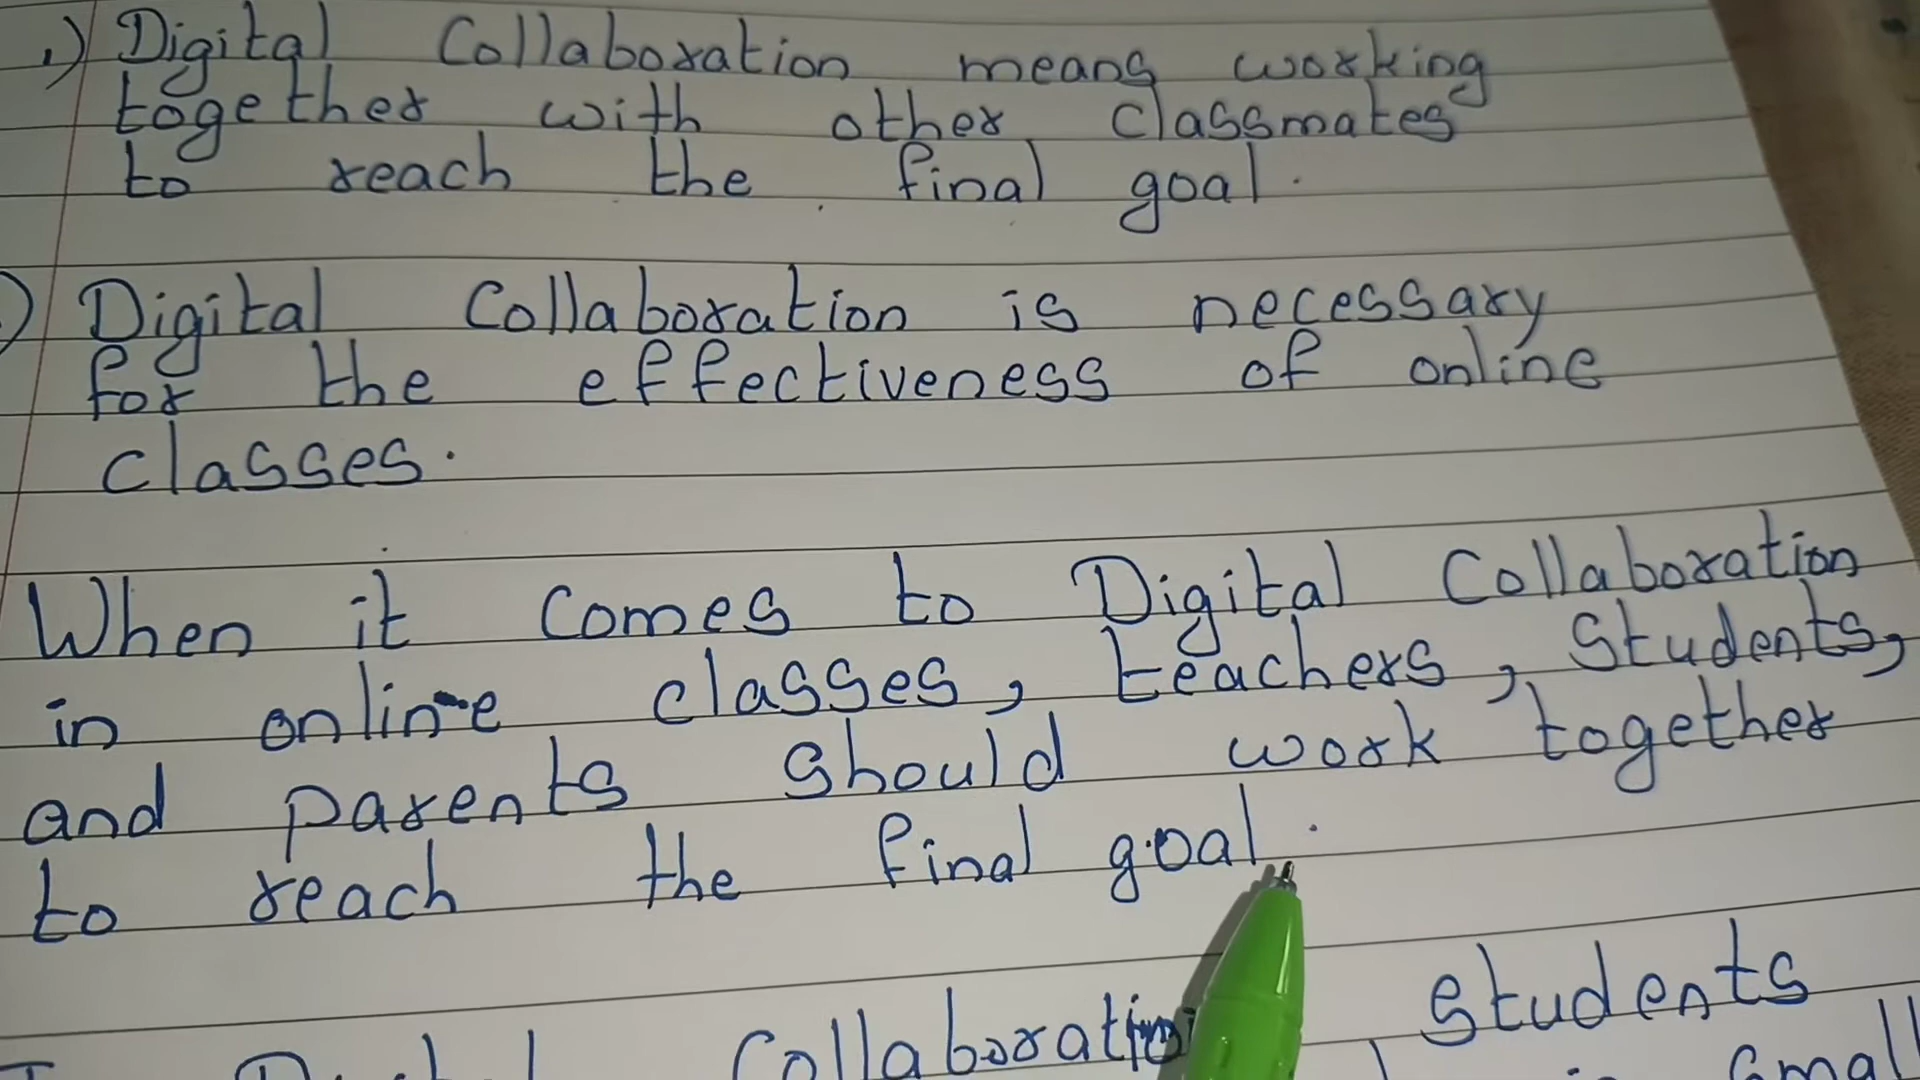 1.) Digital Collaboration means working
together with other classmates
to reach the final goal.
) Digital Collaboration is necessary
for the effectiveness of online
classes.
When it comes to Digital Collaboration
in online classes, teachers, students,
and parents should work together
to reach the final goal.
Collaboration students